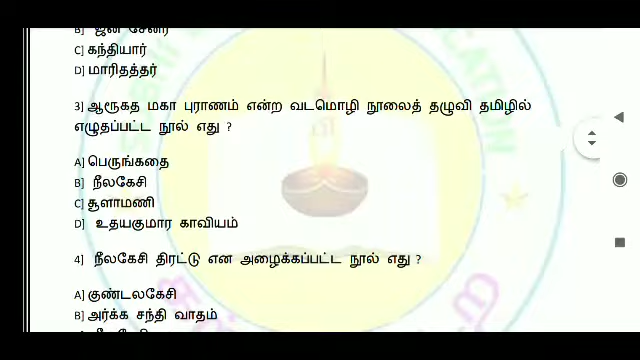 B] ஜின சேனர்
C] கந்தியார்
D] மாரிதத்தர்
3] ஆருகத மகா புராணம் என்ற வடமொழி நூலைத் தழுவி தமிழில்
எழுதப்பட்ட நூல் எது ?
A] பெருங்கதை
B] நீலகேசி
C] சூளாமணி
D] உதயகுமார காவியம்
4] நீலகேசி திரட்டு என அழைக்கப்பட்ட நூல் எது ?
A] குண்டலகேசி
B] அர்க்க சந்தி வாதம்